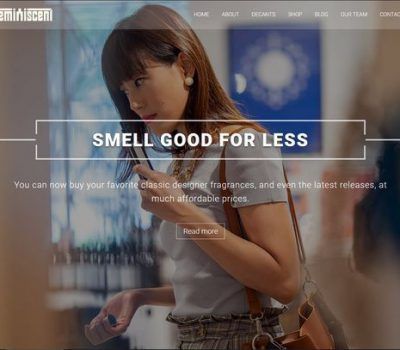 eminiscent
HOME ABOUT DECANTS SHOP BLOG OUR TEAM CONTAC
SMELL GOOD FOR LESS
You can now buy your favorite classic designer fragrances, and even the latest releases, at
much affordable prices.
Read more